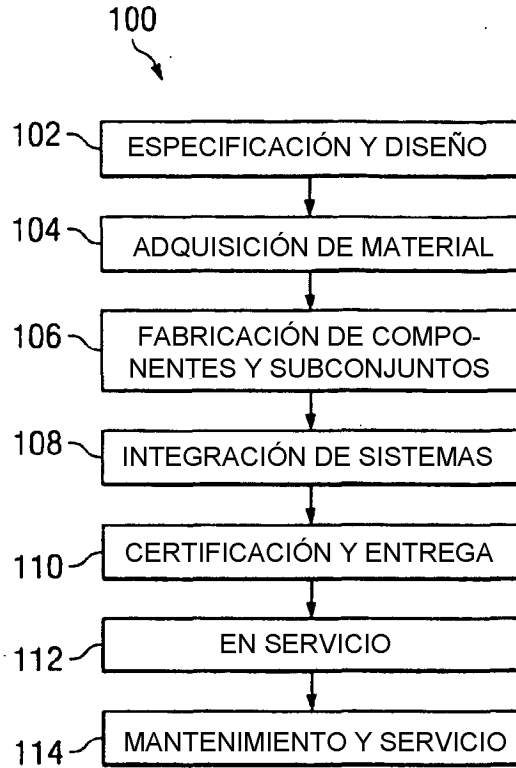 100
102 ESPECIFICACIÓN Y DISEÑO
104 ADQUISICIÓN DE MATERIAL
106 FABRICACIÓN DE COMPO-
NENTES Y SUBCONJUNTOS
108 INTEGRACIÓN DE SISTEMAS
110 CERTIFICACIÓN Y ENTREGA
112 EN SERVICIO
114 MANTENIMIENTO Y SERVICIO